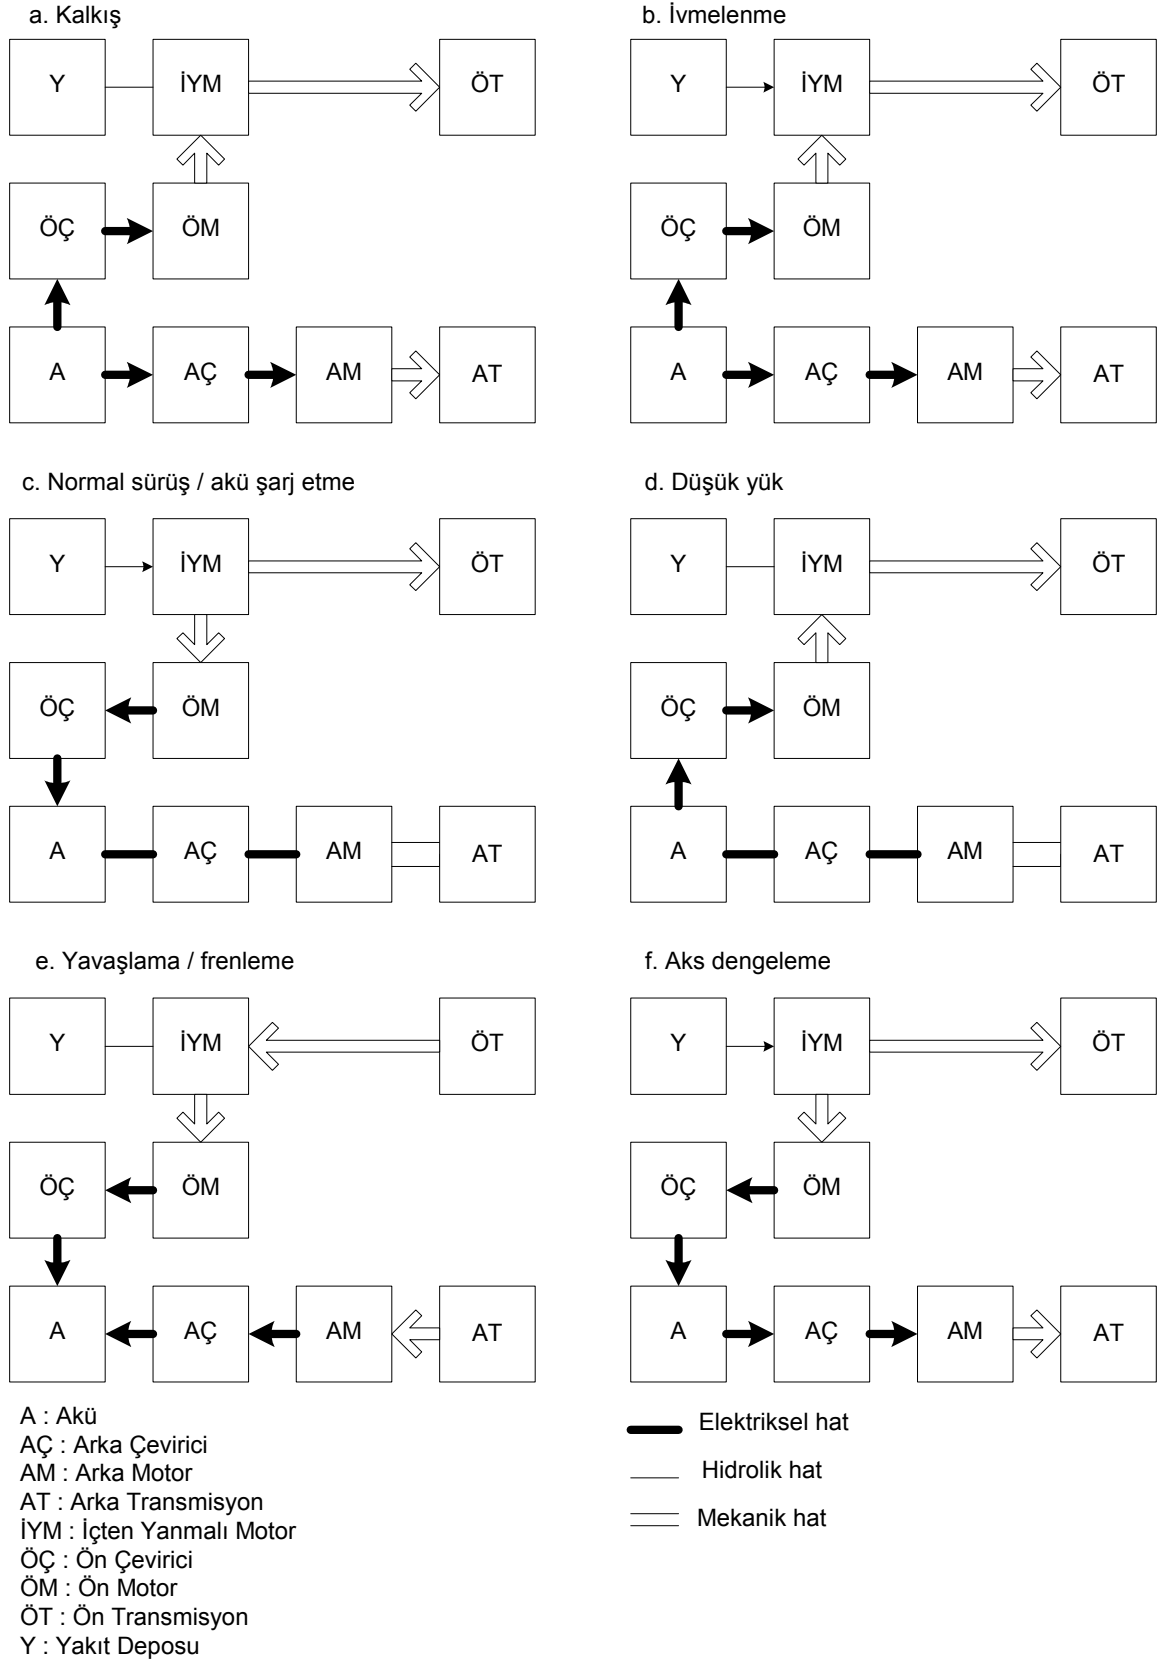 a. Kalkış
Y İYM ÖT
ÖÇ ÖM
A AÇ AM AT
b. İvmelenme
Y İYM ÖT
ÖÇ ÖM
A AÇ AM AT
c. Normal sürüş / akü şarj etme
Y İYM ÖT
ÖÇ ÖM
A AÇ AM AT
d. Düşük yük
Y İYM ÖT
ÖÇ ÖM
A AÇ AM AT
e. Yavaşlama / frenleme
Y İYM ÖT
ÖÇ ÖM
A AÇ AM AT
f. Aks dengeleme
Y İYM ÖT
ÖÇ ÖM
A AÇ AM AT
A : Akü
AÇ : Arka Çevirici
AM : Arka Motor
AT : Arka Transmisyon
İYM : İçten Yanmalı Motor
ÖÇ : Ön Çevirici
ÖM : Ön Motor
ÖT : Ön Transmisyon
Y : Yakıt Deposu
Elektriksel hat
Hidrolik hat
Mekanik hat